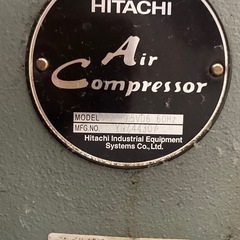 HITACHI
Air
Compressor
MODEL
MFG NO.
Hitachi Industrial Equipment
Systems Co., Ltd.